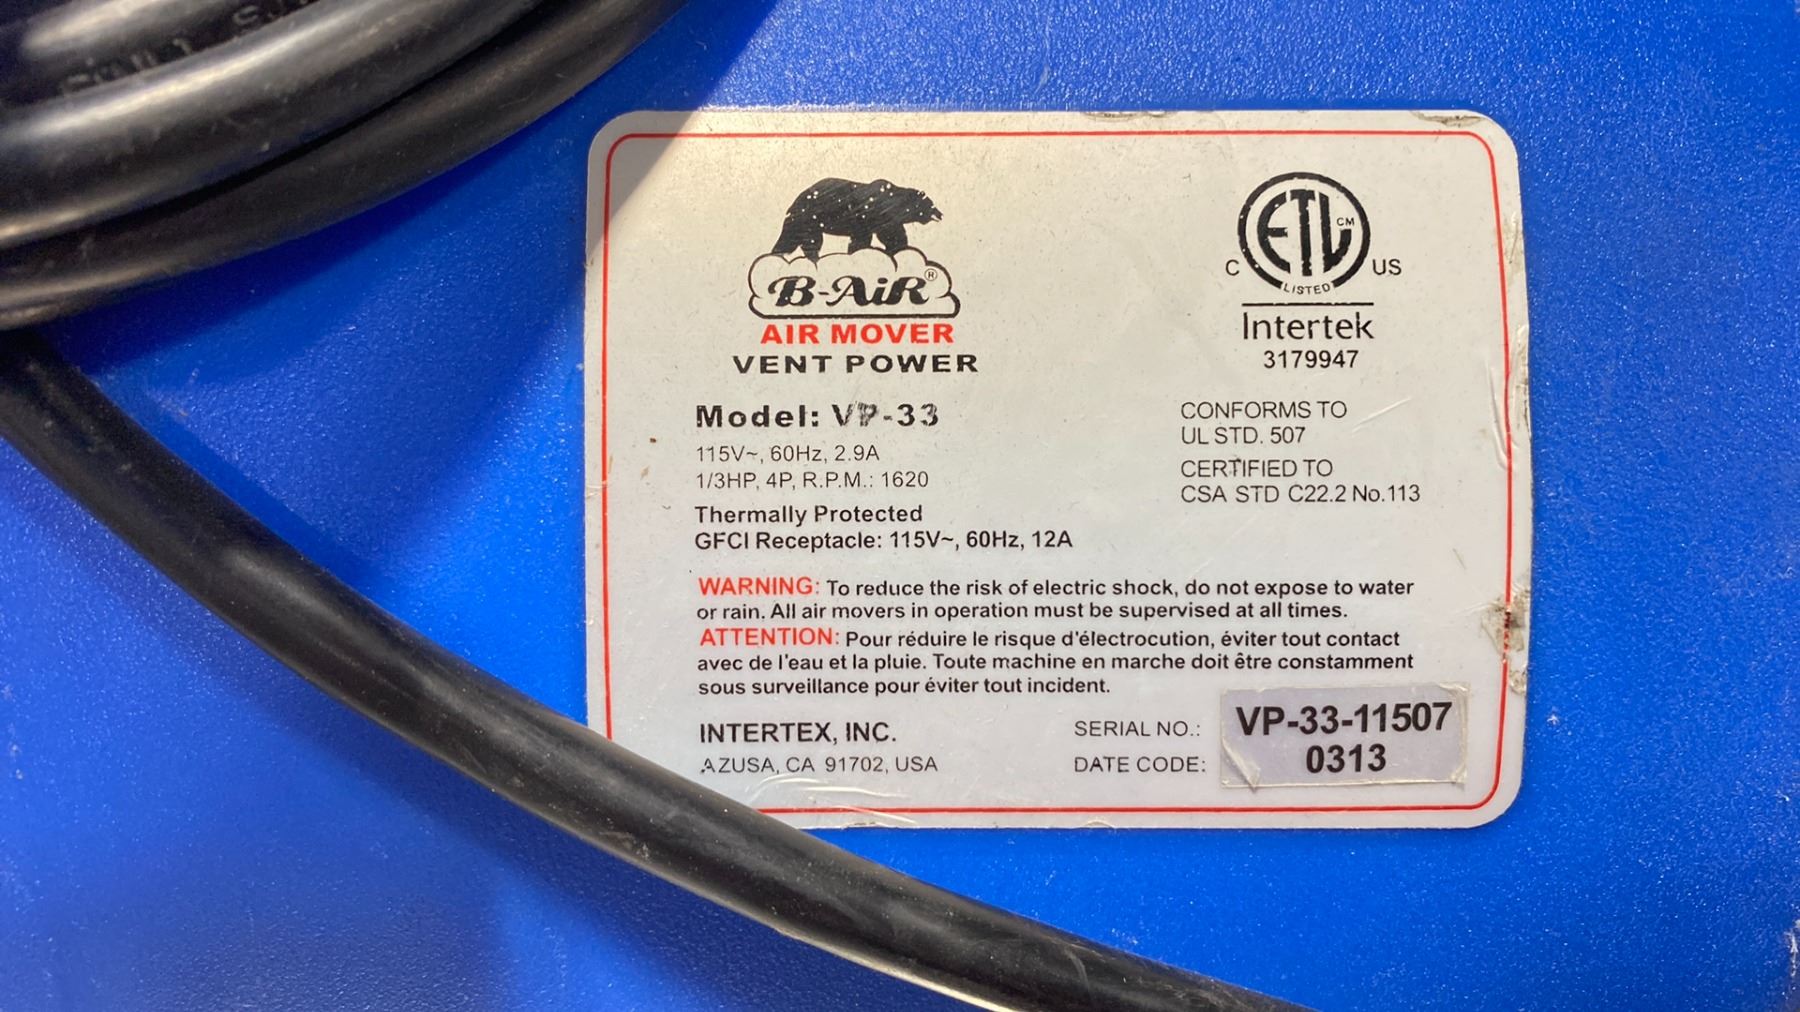 B-AiR®
AIR MOVER
VENT POWER
Model: VP-33
115V~, 60Hz, 2.9A
1/3HP, 4P, R.P.M.: 1620
Thermally Protected
GFCI Receptacle: 115V~, 60Hz, 12A
ETL CM
C US
LISTED
Intertek
3179947
CONFORMS TO
UL STD. 507
CERTIFIED TO
CSA STD C22.2 No.113
WARNING: To reduce the risk of electric shock, do not expose to water
or rain. All air movers in operation must be supervised at all times.
ATTENTION: Pour réduire le risque d'électrocution, éviter tout contact
avec de l'eau et la pluie. Toute machine en marche doit être constamment
sous surveillance pour éviter tout incident.
INTERTEX, INC.
AZUSA, CA 91702, USA
SERIAL NO.: VP-33-11507
DATE CODE: 0313